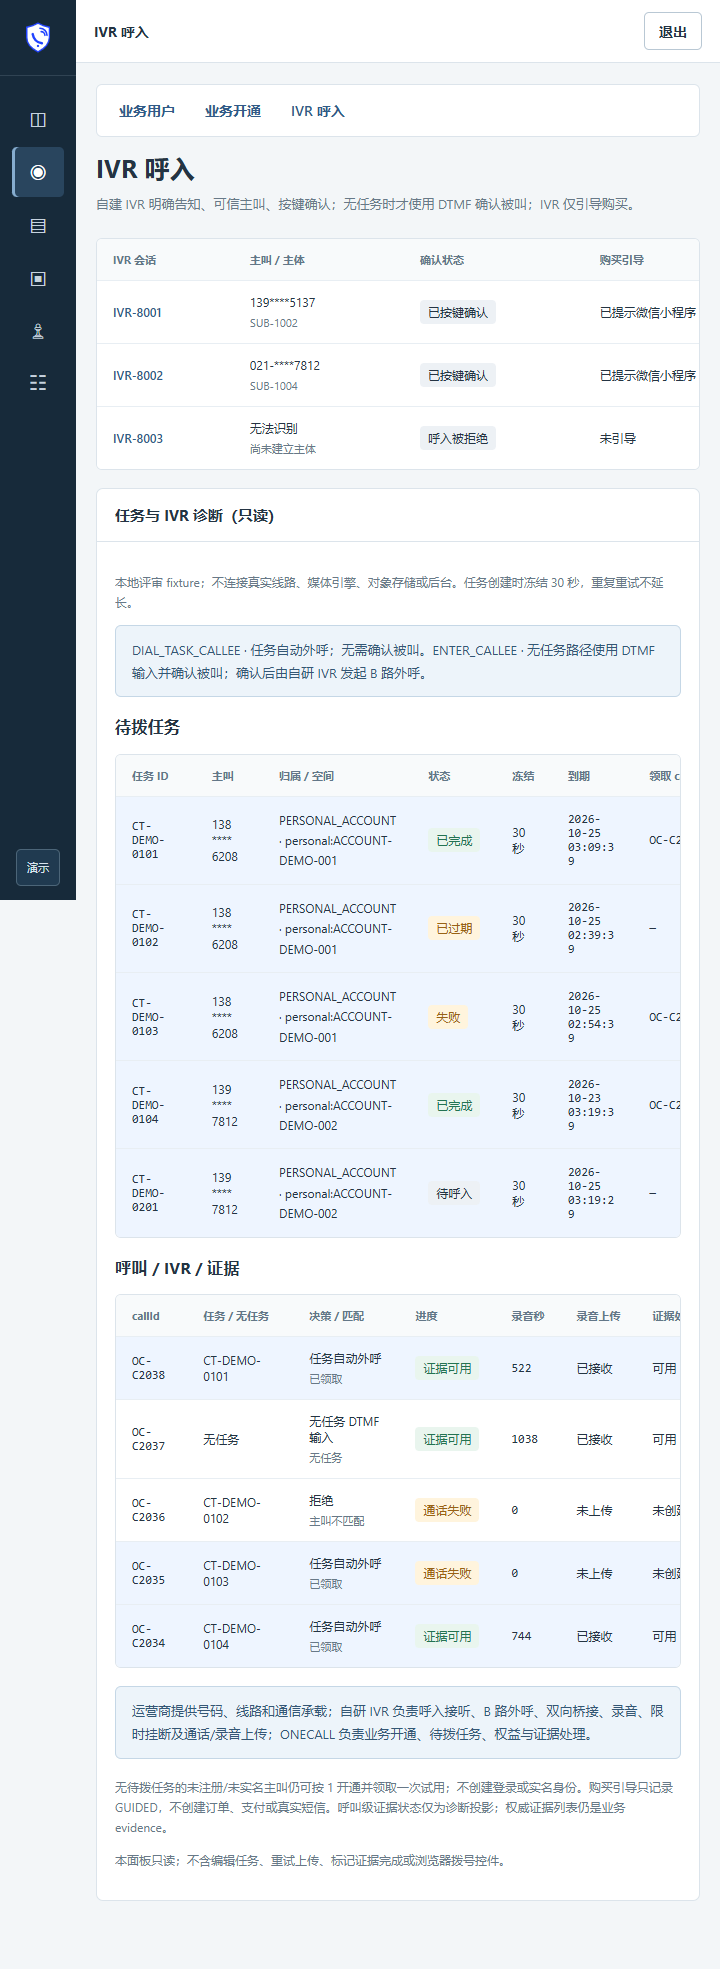 IVR 呼入
退出
业务用户 业务开通 IVR 呼入
IVR 呼入
自建 IVR 明确告知、可信主叫、按键确认；无任务时才使用 DTMF 确认被叫；IVR 仅引导购买。
IVR 会话 主叫 / 主体 确认状态 购买引导
IVR-8001 139****5137 SUB-1002 已按键确认 已提示微信小程序
IVR-8002 021-****7812 SUB-1004 已按键确认 已提示微信小程序
IVR-8003 无法识别 尚未建立主体 呼入被拒绝 未引导
任务与 IVR 诊断（只读）
本地评审 fixture；不连接真实线路、媒体引擎、对象存储或后台。任务创建时冻结 30 秒，重复重试不延
长。
DIAL_TASK_CALLEE · 任务自动外呼；无需确认被叫。ENTER_CALLEE · 无任务路径使用 DTMF
输入并确认被叫；确认后由自研 IVR 发起 B 路外呼。
待拨任务
任务 ID 主叫 归属 / 空间 状态 冻结 到期 领取 c
CT-DEMO-0101 138****6208 PERSONAL_ACCOUNT · personal:ACCOUNT-DEMO-001 已完成 30 秒 2026-10-25 03:09:39 OC-C2
CT-DEMO-0102 138****6208 PERSONAL_ACCOUNT · personal:ACCOUNT-DEMO-001 已过期 30 秒 2026-10-25 02:39:39 —
CT-DEMO-0103 138****6208 PERSONAL_ACCOUNT · personal:ACCOUNT-DEMO-001 失败 30 秒 2026-10-25 02:54:39 OC-C2
CT-DEMO-0104 139****7812 PERSONAL_ACCOUNT · personal:ACCOUNT-DEMO-002 已完成 30 秒 2026-10-23 03:19:39 OC-C2
CT-DEMO-0201 139****7812 PERSONAL_ACCOUNT · personal:ACCOUNT-DEMO-002 待呼入 30 秒 2026-10-25 03:19:29 —
呼叫 / IVR / 证据
callId 任务 / 无任务 决策 / 匹配 进度 录音秒 录音上传 证据处
OC-C2038 CT-DEMO-0101 任务自动外呼 已领取 证据可用 522 已接收 可用
OC-C2037 无任务 无任务 DTMF 输入 无任务 证据可用 1038 已接收 可用
OC-C2036 CT-DEMO-0102 拒绝 主叫不匹配 通话失败 0 未上传 未创建
OC-C2035 CT-DEMO-0103 任务自动外呼 已领取 通话失败 0 未上传 未创建
OC-C2034 CT-DEMO-0104 任务自动外呼 已领取 证据可用 744 已接收 可用
运营商提供号码、线路和通信承载；自研 IVR 负责呼入接听、B 路外呼、双向桥接、录音、限
时挂断及通话/录音上传；ONECALL 负责业务开通、待拨任务、权益与证据处理。
无待拨任务的未注册/未实名主叫仍可按 1 开通并领取一次试用；不创建登录或实名身份。购买引导只记录
GUIDED，不创建订单、支付或真实短信。呼叫级证据状态仅为诊断投影；权威证据列表仍是业务
evidence。
本面板只读；不含编辑任务、重试上传、标记证据完成或浏览器拨号控件。
演示